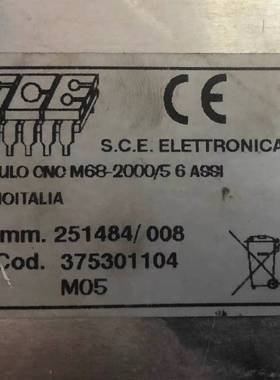 CE
S.C.E. ELETTRONICA
ULO CNC M68-2000/5 6 ASSI
OITALIA
mm. 251484/008
Cod. 375301104
M05